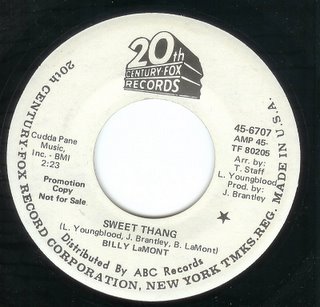 20th
CENTURY FOX
RECORDS
45-6707
AMP 45-
TF 80205
Arr. by:
T. Staff
L. Youngblood
Prod. by:
J. Brantley
Cudda Pane
Music,
Inc. - BMI
2:23
Promotion
Copy
Not for Sale
SWEET THANG
(L. Youngblood, J. Brantley, B. LaMont)
BILLY LaMONT
Distributed By ABC Records
20th CENTURY-FOX RECORD CORPORATION, NEW YORK TMKS. REG. MADE IN U.S.A.